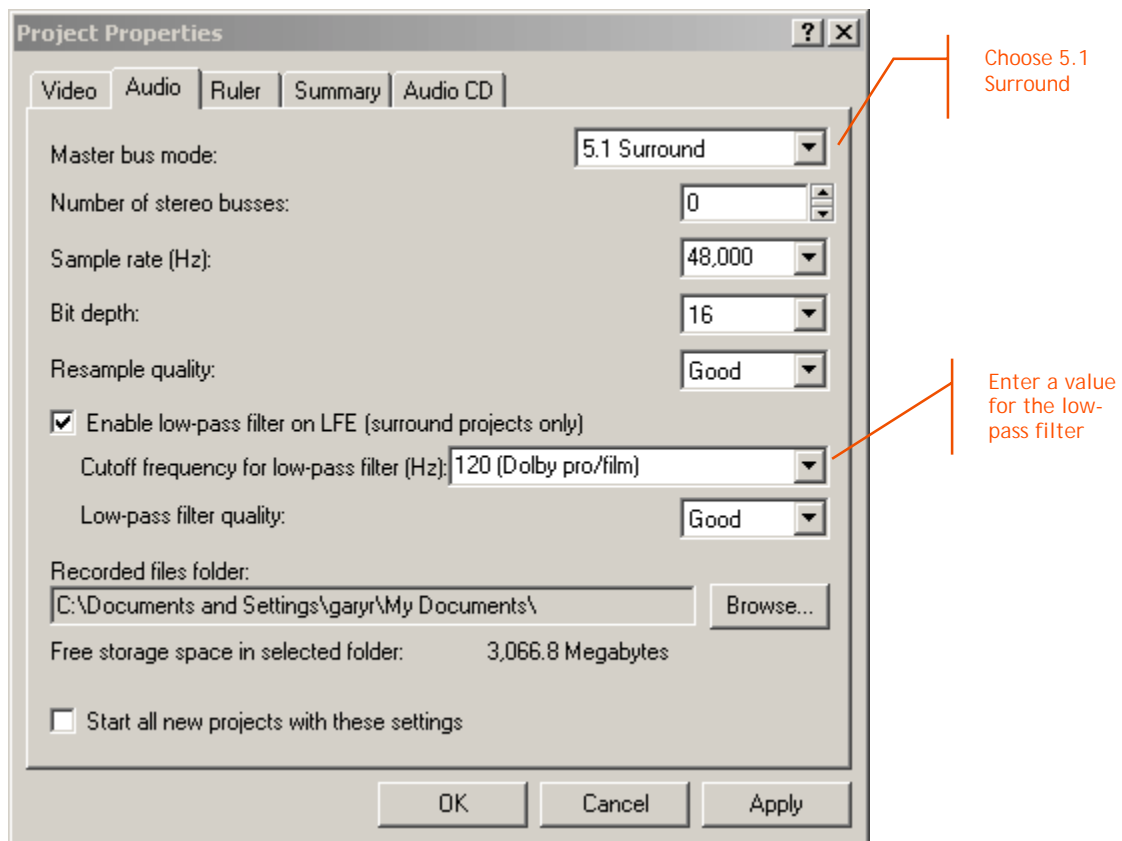 Project Properties
Video Audio Ruler Summary Audio CD
Master bus mode: 5.1 Surround
Number of stereo busses: 0
Sample rate (Hz): 48,000
Bit depth: 16
Resample quality: Good
Enable low-pass filter on LFE (surround projects only)
Cutoff frequency for low-pass filter (Hz): 120 (Dolby pro/film)
Low-pass filter quality: Good
Recorded files folder:
C:\Documents and Settings\garyr\My Documents\ Browse...
Free storage space in selected folder: 3,066.8 Megabytes
Start all new projects with these settings
OK Cancel Apply
Choose 5.1
Surround
Enter a value
for the low-
pass filter